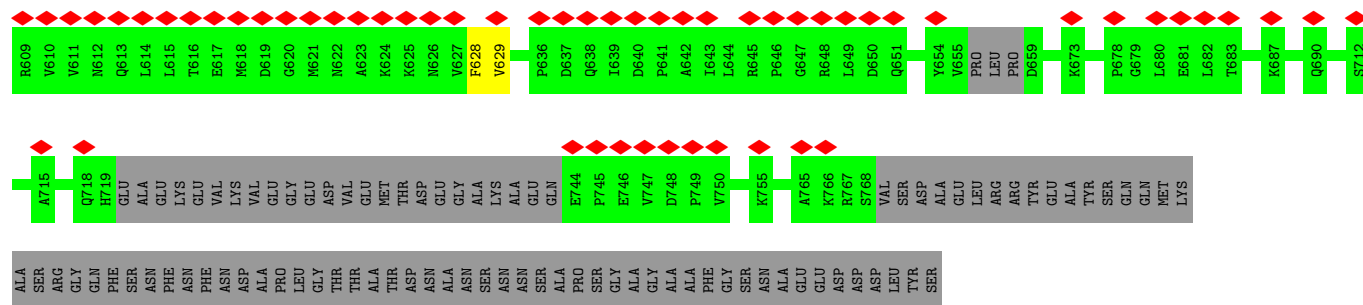 R609 V610 V611 N612 Q613 L614 L615 T616 E617 M618 D619 G620 M621 N622 A623 K624 K625 N626 V627 F628 V629 P636 D637 Q638 I639 D640 P641 A642 I643 L644 R645 P646 G647 R648 L649 D650 Q651 Y654 V655 PRO LEU PRO D659 K673 P678 G679 L680 E681 L682 T683 K687 Q690 S712
A715 Q718 H719 GLU ALA GLU LYS GLU VAL LYS VAL GLU GLY GLU ASP VAL GLU MET THR ASP GLU GLY ALA LYS ALA GLU GLN E744 P745 E746 V747 D748 P749 V750 K755 A765 K766 R767 S768 VAL SER ASP ALA GLU LEU ARG ARG TYR GLU ALA TYR SER GLN GLN MET LYS
ALA SER ARG GLY GLN PHE SER ASN PHE ASN PHE ASN ASP ALA PRO LEU GLY THR THR ALA THR ASP ASN ALA ASN SER ASN ASN SER ALA PRO SER GLY ALA GLY ALA ALA PHE GLY SER ASN ALA GLU GLU ASP ASP ASP LEU TYR SER